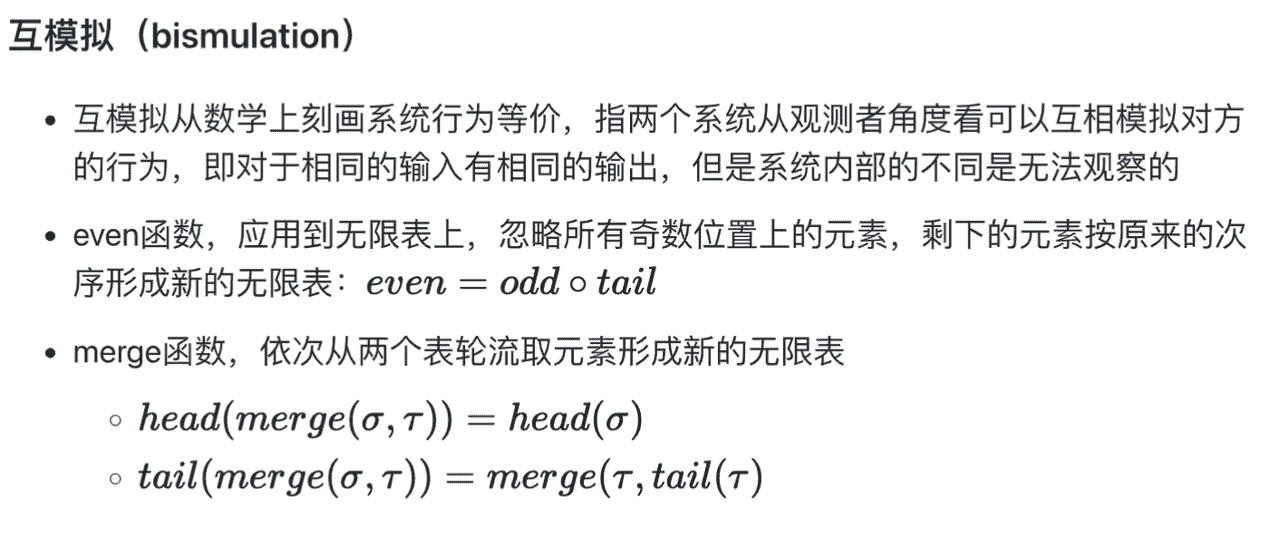 互模拟（bismulation）
• 互模拟从数学上刻画系统行为等价，指两个系统从观测者角度看可以互相模拟对方
的行为，即对于相同的输入有相同的输出，但是系统内部的不同是无法观察的
• even函数，应用到无限表上，忽略所有奇数位置上的元素，剩下的元素按原来的次
序形成新的无限表：even = odd ∘ tail
• merge函数，依次从两个表轮流取元素形成新的无限表
◦ head(merge(σ, τ)) = head(σ)
◦ tail(merge(σ, τ)) = merge(τ, tail(τ)